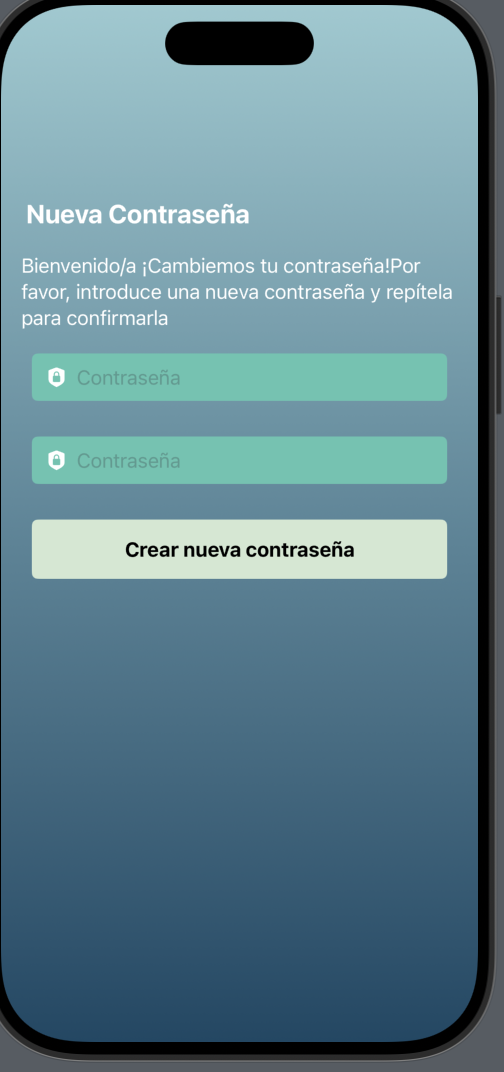 Nueva Contraseña
Bienvenido/a ¡Cambiemos tu contraseña!Por
favor, introduce una nueva contraseña y repítela
para confirmarla
Contraseña
Contraseña
Crear nueva contraseña